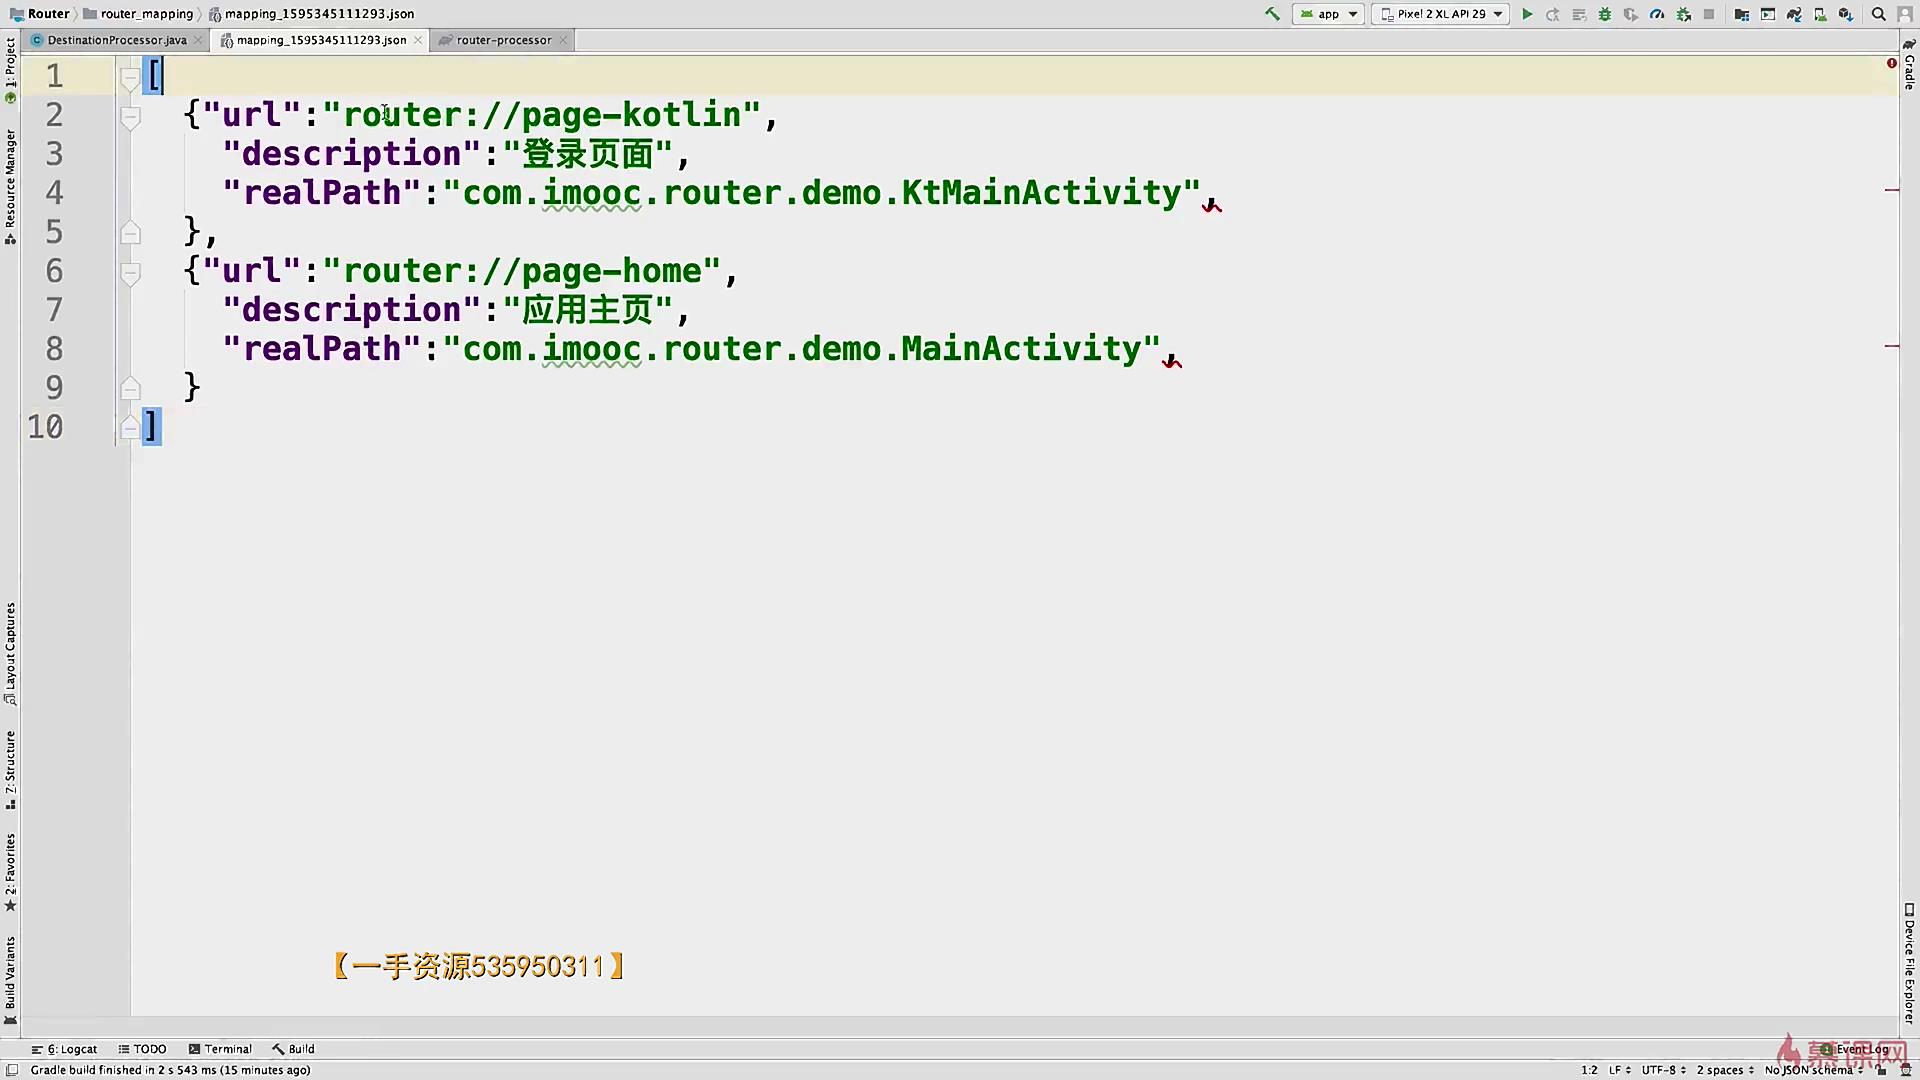 Router router_mapping mapping_1595345111293.json app Pixel 2 XL API 29
DestinationProcessor.java mapping_1595345111293.json router-processor
1 [
2 {"url":"router://page-kotlin",
3 "description":"登录页面",
4 "realPath":"com.imooc.router.demo.KtMainActivity",
5 },
6 {"url":"router://page-home",
7 "description":"应用主页",
8 "realPath":"com.imooc.router.demo.MainActivity",
9 }
10 ]
1: Project
Resource Manager
Layout Captures
7: Structure
2: Favorites
Build Variants
Gradle
Device File Explorer
【一手资源535950311】
6: Logcat TODO Terminal Build Event Log
慕课网
Gradle build finished in 2 s 543 ms (15 minutes ago) 1:2 LF UTF-8 2 spaces No JSON schema